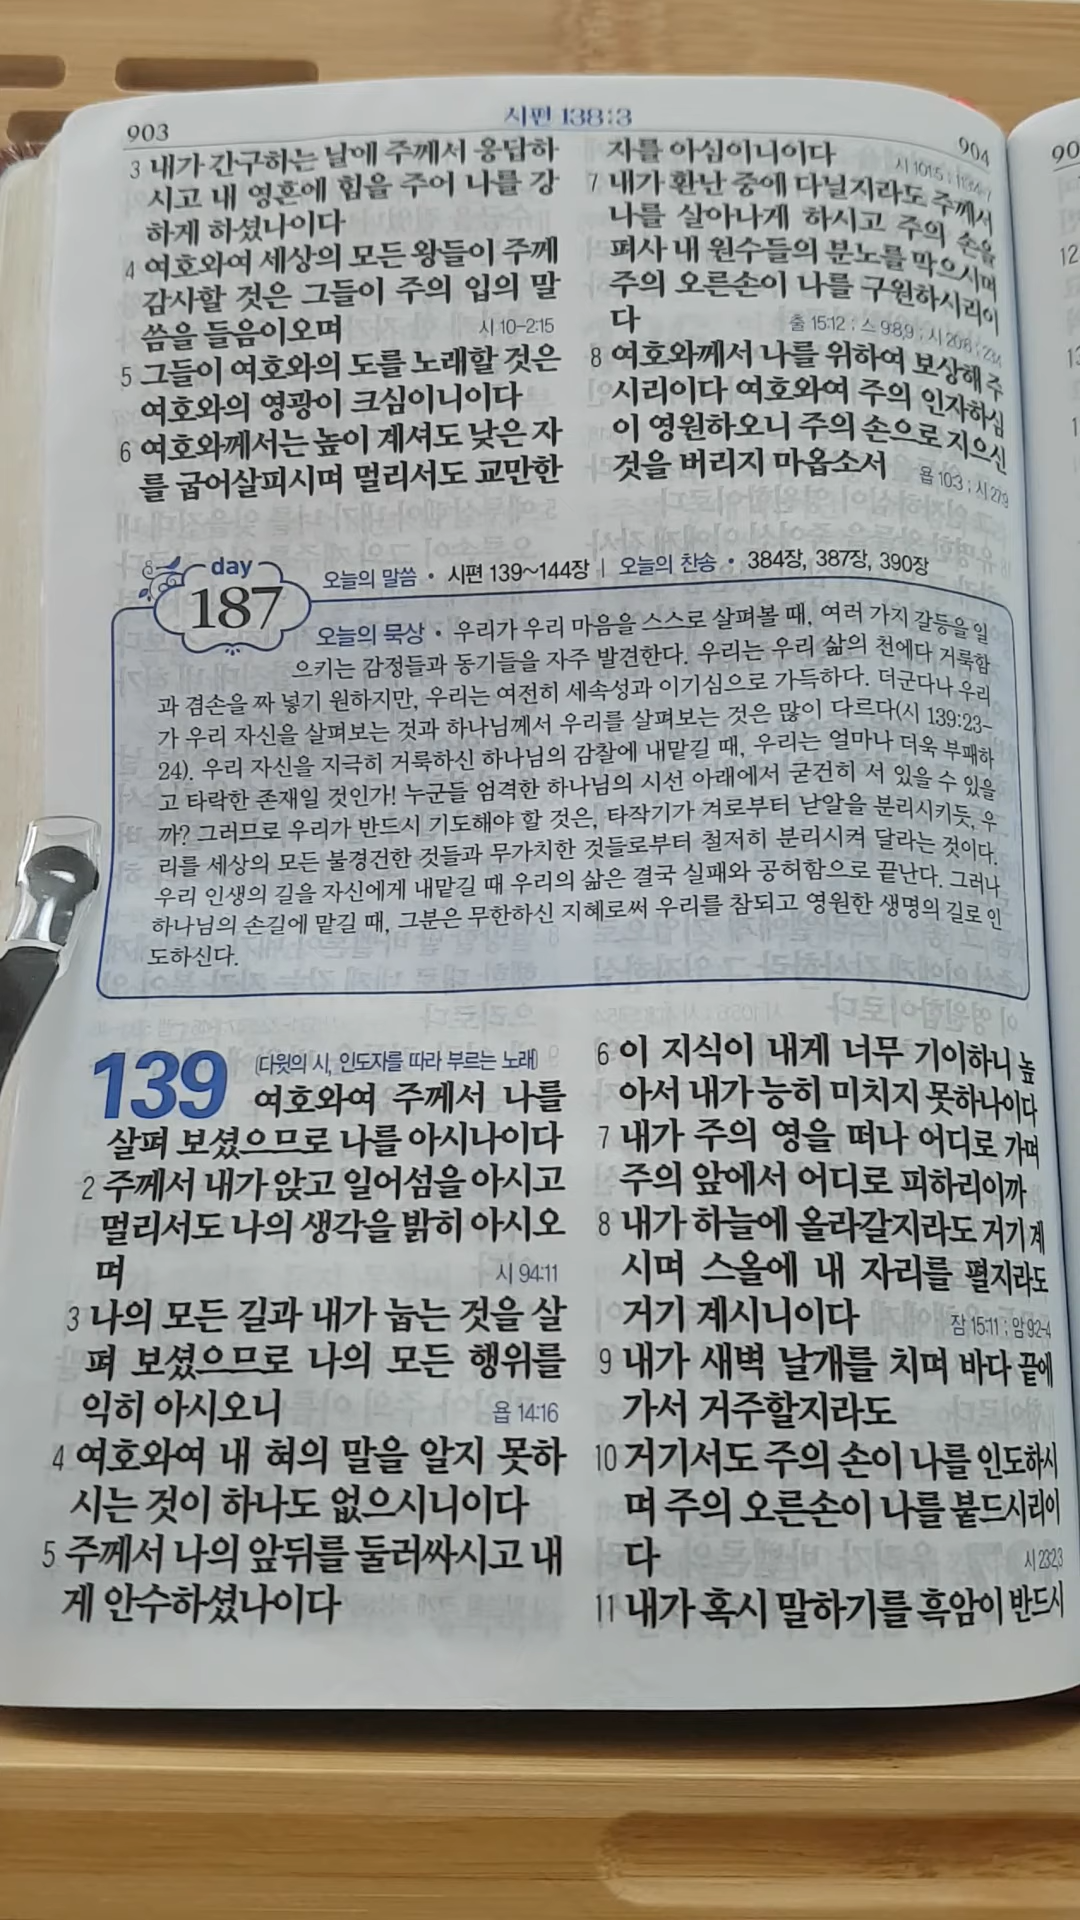 903
시편 138:3
904
3 내가 간구하는 날에 주께서 응답하
시고 내 영혼에 힘을 주어 나를 강
하게 하셨나이다
4 여호와여 세상의 모든 왕들이 주께
감사할 것은 그들이 주의 입의 말
씀을 들음이오며
5 그들이 여호와의 도를 노래할 것은
여호와의 영광이 크심이니이다
6 여호와께서는 높이 계셔도 낮은 자
를 굽어살피시며 멀리서도 교만한
자를 아심이니이다
7 내가 환난 중에 다닐지라도 주께서
나를 살아나게 하시고 주의 손을
펴사 내 원수들의 분노를 막으시며
주의 오른손이 나를 구원하시리이
다
8 여호와께서 나를 위하여 보상해 주
시리이다 여호와여 주의 인자하심
이 영원하오니 주의 손으로 지으신
것을 버리지 마옵소서
day
187
오늘의 말씀 • 시편 139~144장 | 오늘의 찬송 • 384장, 387장, 390장
오늘의 묵상 • 우리가 우리 마음을 스스로 살펴볼 때, 여러 가지 갈등을 일
으키는 감정들과 동기들을 자주 발견한다. 우리는 우리 삶의 천에다 거룩함
과 겸손을 짜 넣기 원하지만, 우리는 여전히 세속성과 이기심으로 가득하다. 더군다나 우리
가 우리 자신을 살펴보는 것과 하나님께서 우리를 살펴보는 것은 많이 다르다(시 139:23-
24). 우리 자신을 지극히 거룩하신 하나님의 감찰에 내맡길 때, 우리는 얼마나 더욱 부패하
고 타락한 존재일 것인가! 누군들 엄격한 하나님의 시선 아래에서 굳건히 서 있을 수 있을
까? 그러므로 우리가 반드시 기도해야 할 것은, 타작기가 겨로부터 낟알을 분리시키듯, 우
리를 세상의 모든 불경건한 것들과 무가치한 것들로부터 철저히 분리시켜 달라는 것이다.
우리 인생의 길을 자신에게 내맡길 때 우리의 삶은 결국 실패와 공허함으로 끝난다. 그러나
하나님의 손길에 맡길 때, 그분은 무한하신 지혜로써 우리를 참되고 영원한 생명의 길로 인
도하신다.
139 [다윗의 시, 인도자를 따라 부르는 노래]
여호와여 주께서 나를
살펴 보셨으므로 나를 아시나이다
2 주께서 내가 앉고 일어섬을 아시고
멀리서도 나의 생각을 밝히 아시오
며 시 94:11
3 나의 모든 길과 내가 눕는 것을 살
펴 보셨으므로 나의 모든 행위를
익히 아시오니 욥 14:16
4 여호와여 내 혀의 말을 알지 못하
시는 것이 하나도 없으시니이다
5 주께서 나의 앞뒤를 둘러싸시고 내
게 안수하셨나이다
6 이 지식이 내게 너무 기이하니 높
아서 내가 능히 미치지 못하나이다
7 내가 주의 영을 떠나 어디로 가며
주의 앞에서 어디로 피하리이까
8 내가 하늘에 올라갈지라도 거기 계
시며 스올에 내 자리를 펼지라도
거기 계시니이다
9 내가 새벽 날개를 치며 바다 끝에
가서 거주할지라도
10 거기서도 주의 손이 나를 인도하시
며 주의 오른손이 나를 붙드시리이
다
11 내가 혹시 말하기를 흑암이 반드시